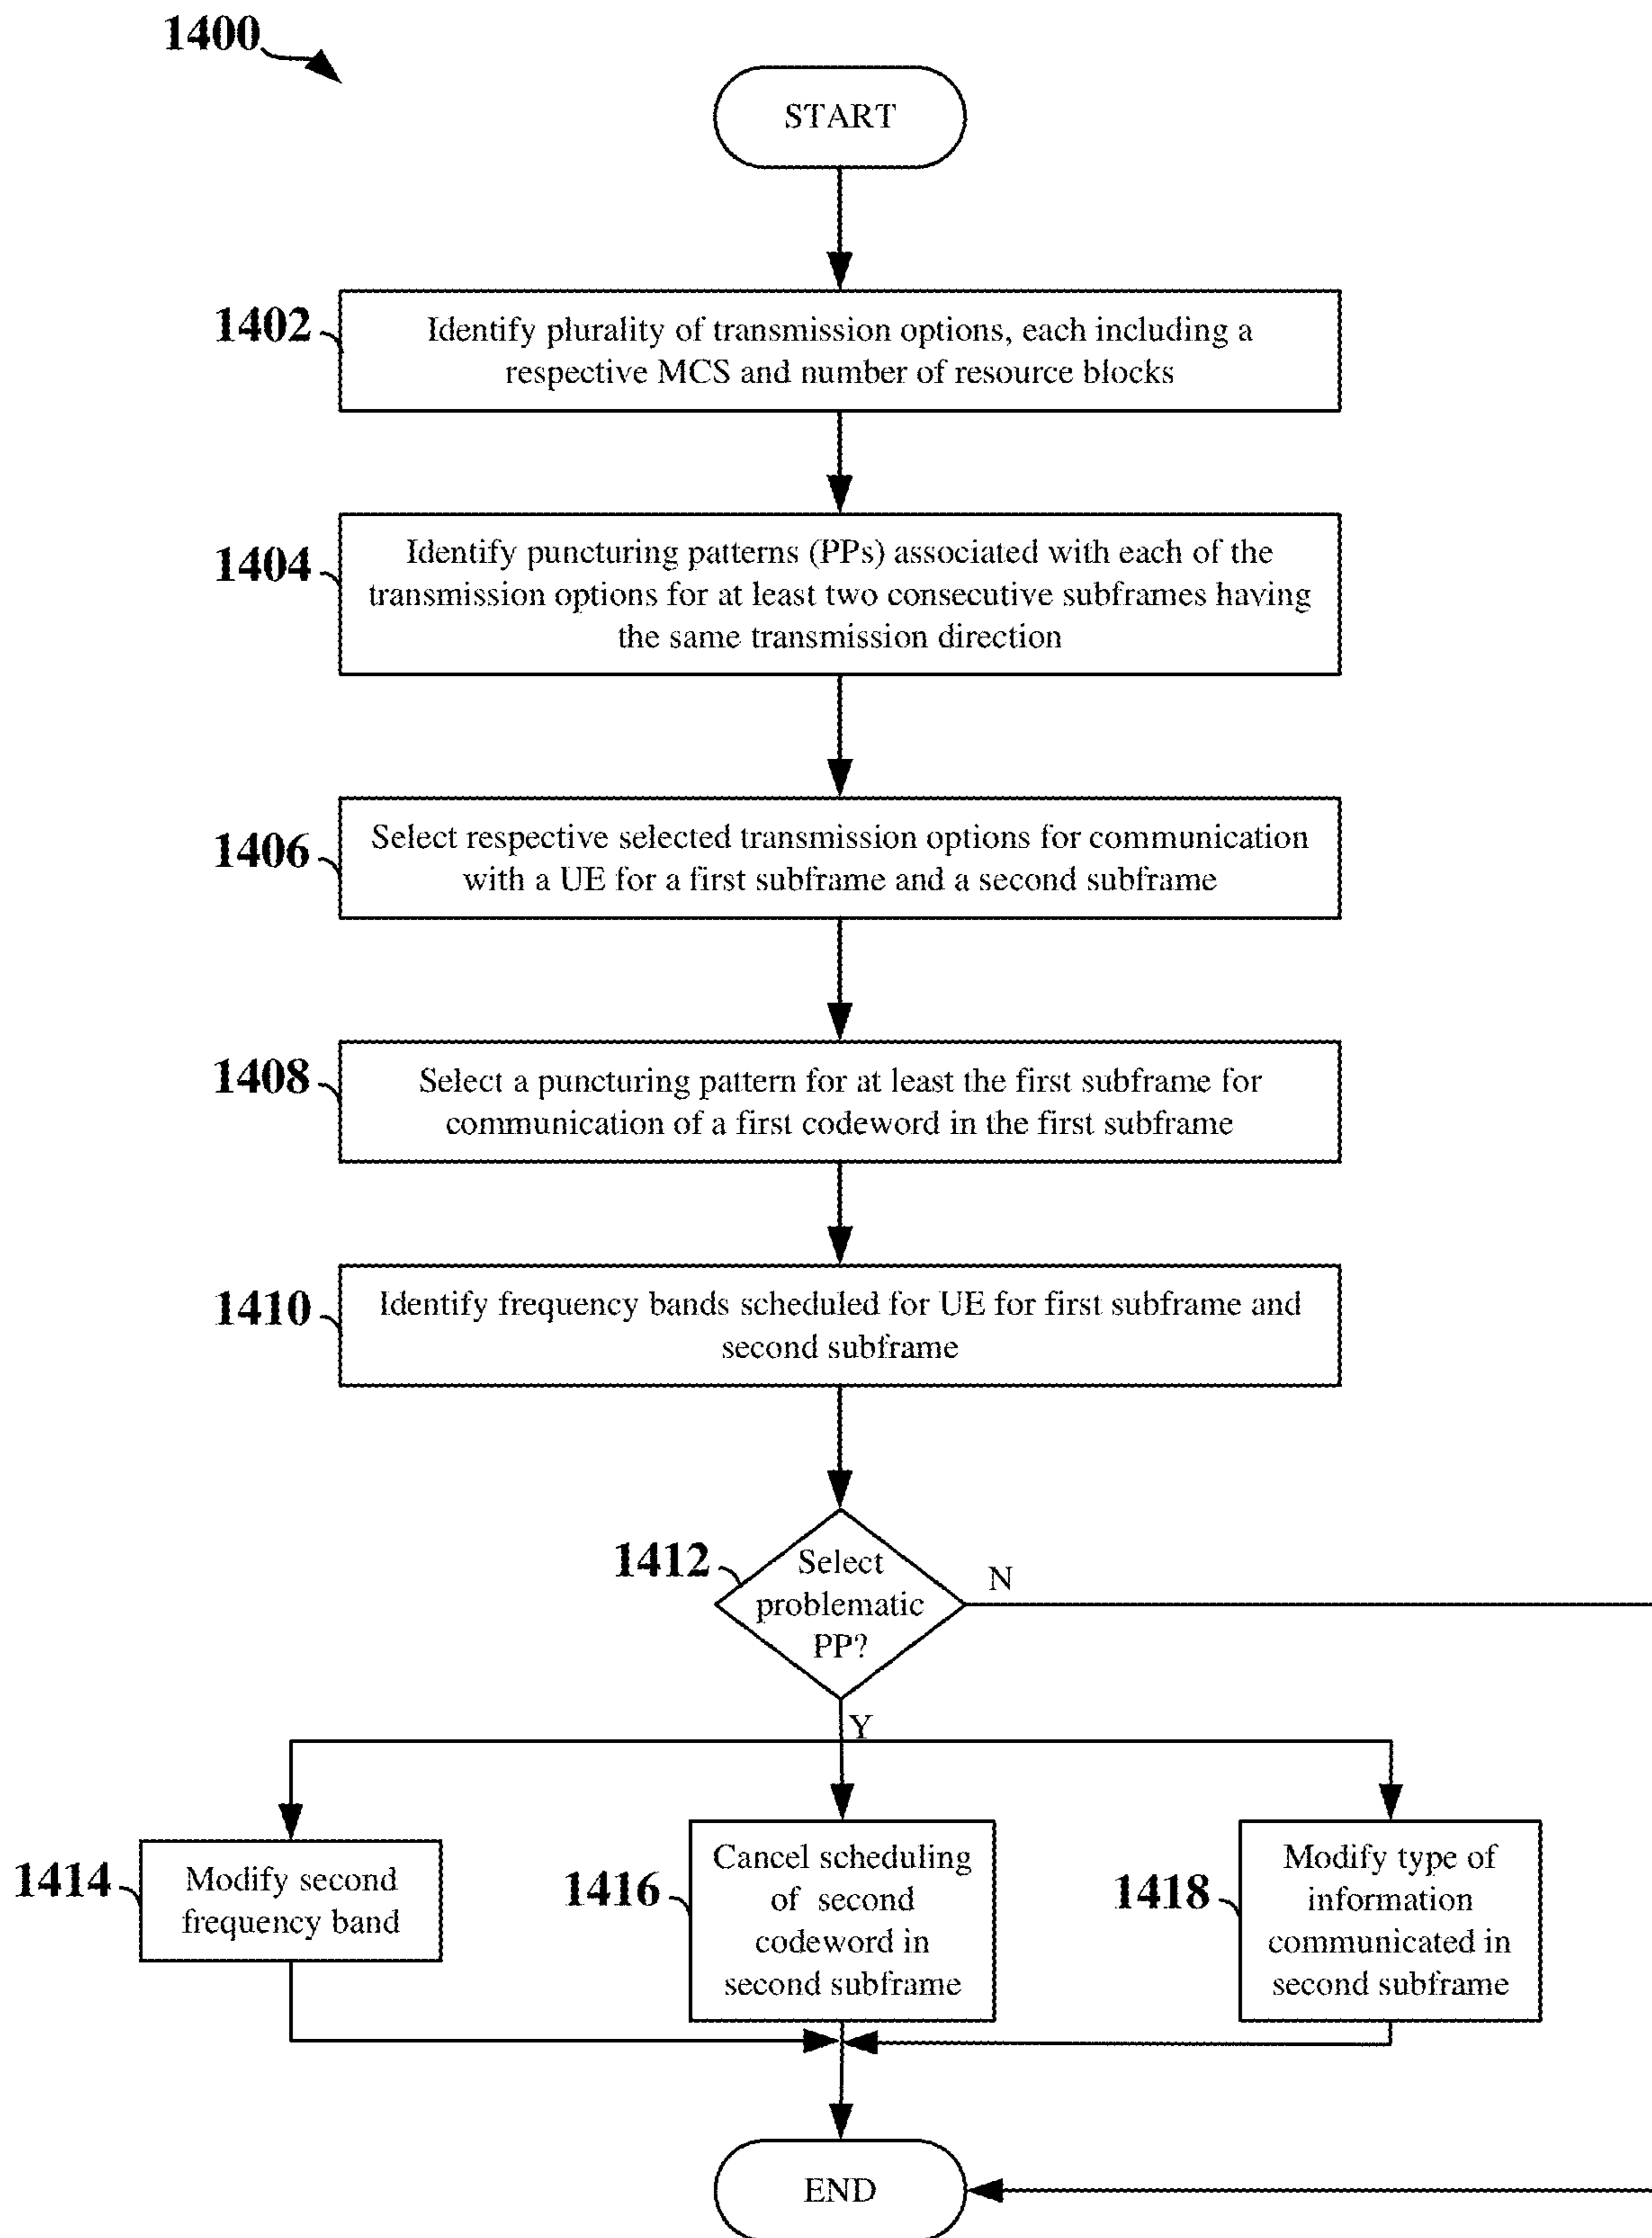 1400
START
1402
Identify plurality of transmission options, each including a
respective MCS and number of resource blocks
1404
Identify puncturing patterns (PPs) associated with each of the
transmission options for at least two consecutive subframes having
the same transmission direction
1406
Select respective selected transmission options for communication
with a UE for a first subframe and a second subframe
1408
Select a puncturing pattern for at least the first subframe for
communication of a first codeword in the first subframe
1410
Identify frequency bands scheduled for UE for first subframe and
second subframe
1412
Select
problematic
PP?
N
Y
1414
Modify second
frequency band
1416
Cancel scheduling
of second
codeword in
second subframe
1418
Modify type of
information
communicated in
second subframe
END